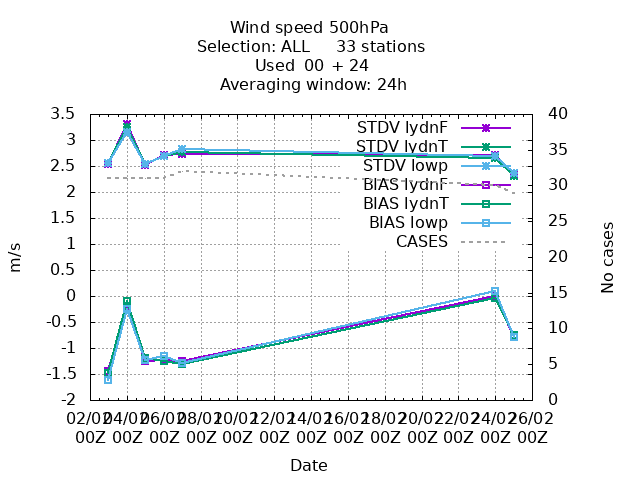 Wind speed 500hPa
Selection: ALL 33 stations
Used 00 + 24
Averaging window: 24h
3.5
3
2.5
2
1.5
1
0.5
0
-0.5
-1
-1.5
-2
m/s
40
35
30
25
20
15
10
5
0
No cases
STDV lydnF
STDV lydnT
STDV lowp
BIAS lydnF
BIAS lydnT
BIAS lowp
CASES
02/02 04/02 06/02 08/02 10/02 12/02 14/02 16/02 18/02 20/02 22/02 24/02 26/02
00Z 00Z 00Z 00Z 00Z 00Z 00Z 00Z 00Z 00Z 00Z 00Z 00Z
Date